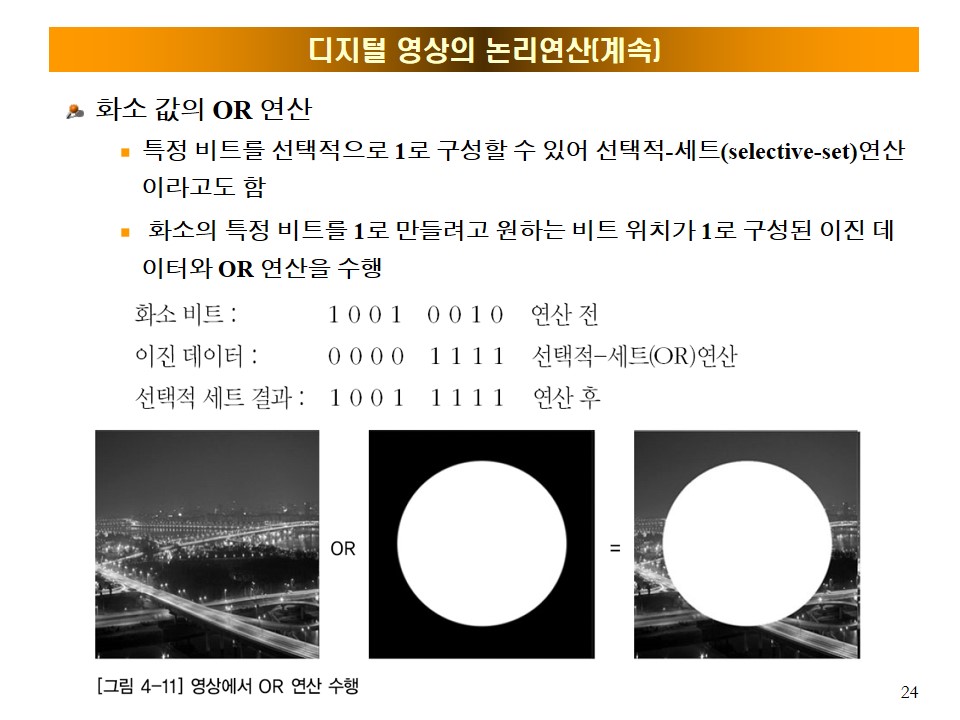 디지털 영상의 논리연산(계속)
화소 값의 OR 연산
특정 비트를 선택적으로 1로 구성할 수 있어 선택적-세트(selective-set)연산
이라고도 함
화소의 특정 비트를 1로 만들려고 원하는 비트 위치가 1로 구성된 이진 데
이터와 OR 연산을 수행
화소 비트 : 1 0 0 1 0 0 1 0 연산 전
이진 데이터 : 0 0 0 0 1 1 1 1 선택적-세트(OR)연산
선택적 세트 결과 : 1 0 0 1 1 1 1 1 연산 후
OR =
[그림 4-11] 영상에서 OR 연산 수행
24